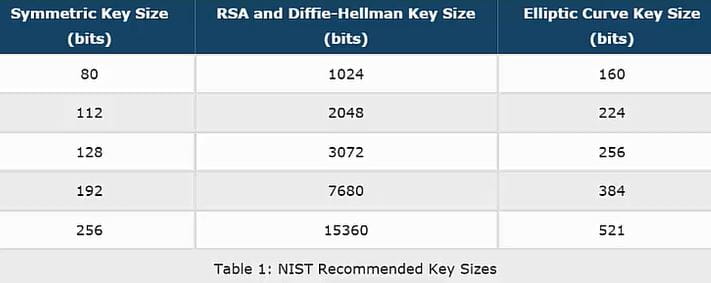 Symmetric Key Size RSA and Diffie-Hellman Key Size Elliptic Curve Key Size
(bits) (bits) (bits)
80 1024 160
112 2048 224
128 3072 256
192 7680 384
256 15360 521
Table 1: NIST Recommended Key Sizes